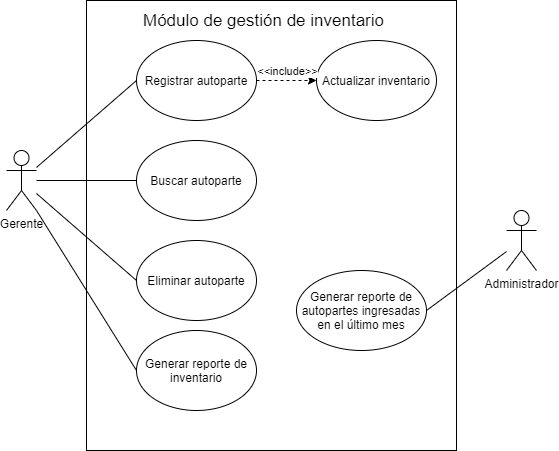 Módulo de gestión de inventario
Registrar autoparte
<<include>>
Actualizar inventario
Buscar autoparte
Gerente
Eliminar autoparte
Administrador
Generar reporte de
autopartes ingresadas
en el último mes
Generar reporte de
inventario